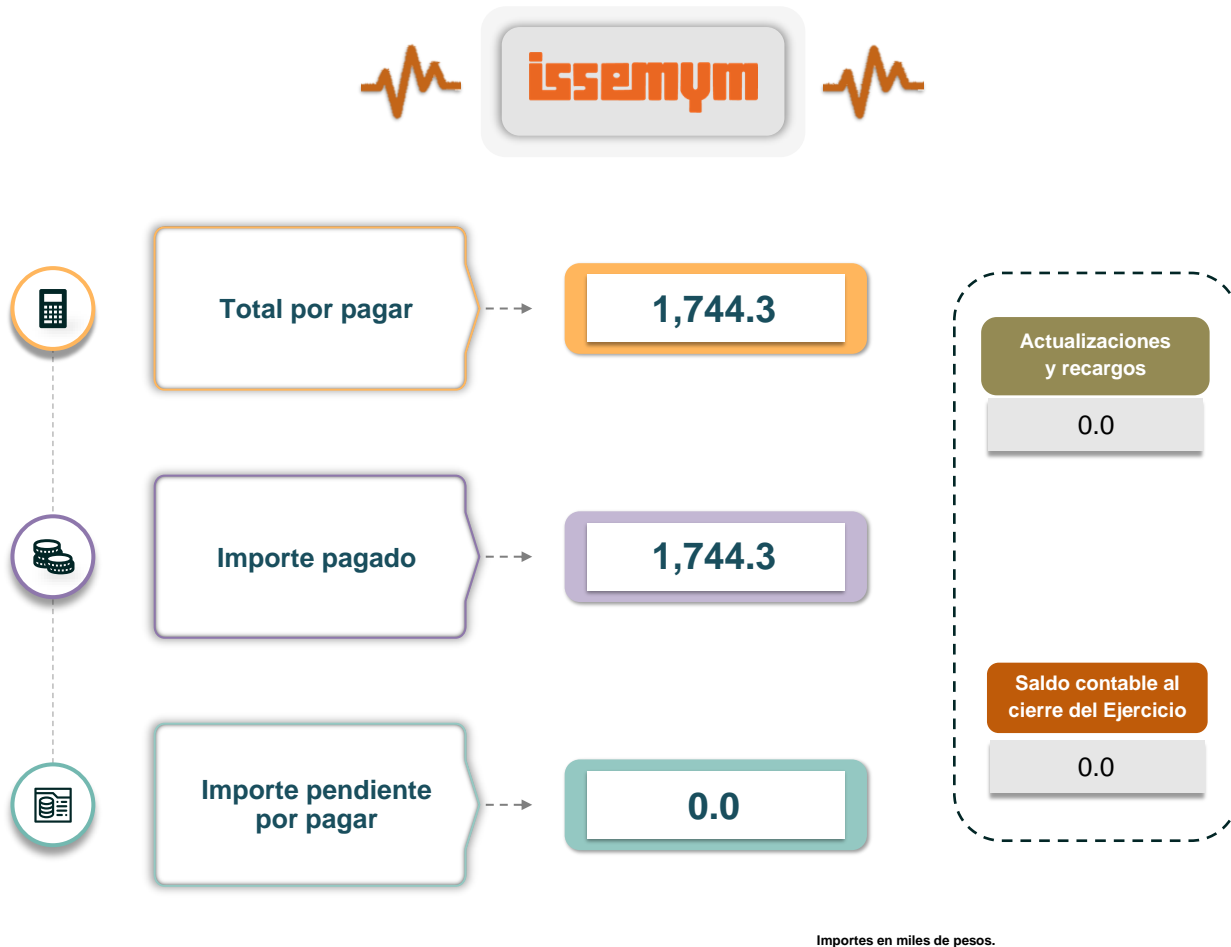 issemym
Total por pagar
1,744.3
Importe pagado
1,744.3
Importe pendiente
por pagar
0.0
Actualizaciones
y recargos
0.0
Saldo contable al
cierre del Ejercicio
0.0
Importes en miles de pesos.